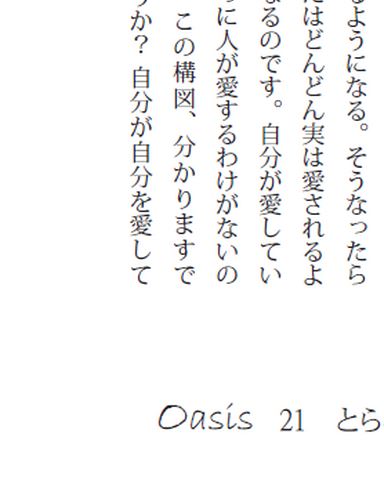 るようになる。そうなったら
はどんどん実は愛されるよ
るのです。自分が愛してい
に人が愛するわけがないの
この構図、分かりますで
か？ 自分が自分を愛して
Oasis 21 とら